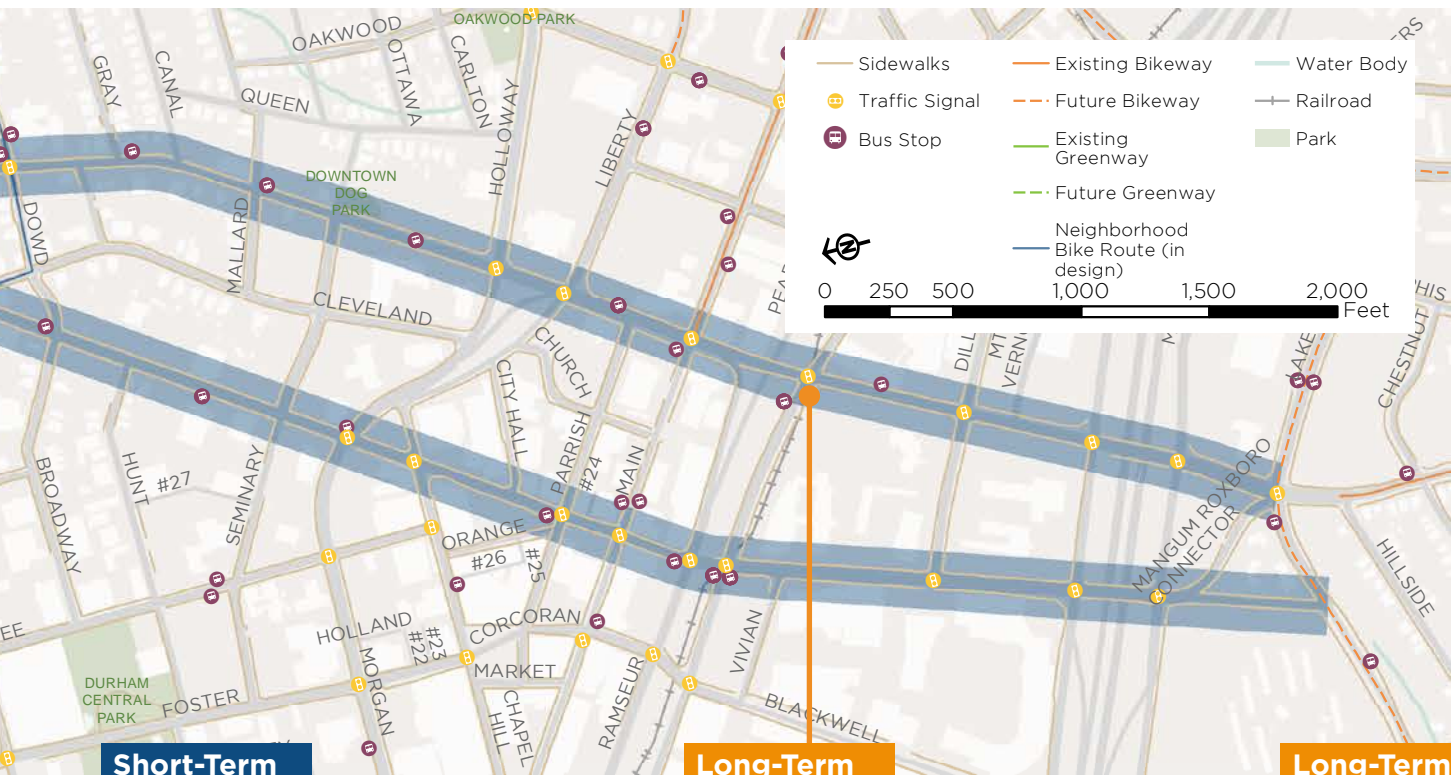 OAKWOOD PARK
OAKWOOD
GRAY
CANAL
OTTAWA
CARLTON
QUEEN
HOLLOWAY
LIBERTY
DOWNTOWN
DOG
PARK
DOWD
MALLARD
CLEVELAND
CHURCH
CITY HALL
PARRISH
#24
MAIN
BROADWAY
HUNT
#27
SEMINARY
ORANGE
#26
#25
HOLLAND
#22
#23
CORCORAN
MORGAN
MARKET
CHAPEL
HILL
RAMSEUR
VIVIAN
BLACKWELL
FOSTER
DURHAM
CENTRAL
PARK
MT
VERN
LAKE
CHESTNUT
HILLSIDE
MANGUM ROXBORO
CONNECTOR
Sidewalks
Traffic Signal
Bus Stop
Existing Bikeway
Future Bikeway
Existing
Greenway
Future Greenway
Neighborhood
Bike Route (in
design)
Water Body
Railroad
Park
N
0 250 500 1,000 1,500 2,000
Feet
Short-Term
Long-Term
Long-Term